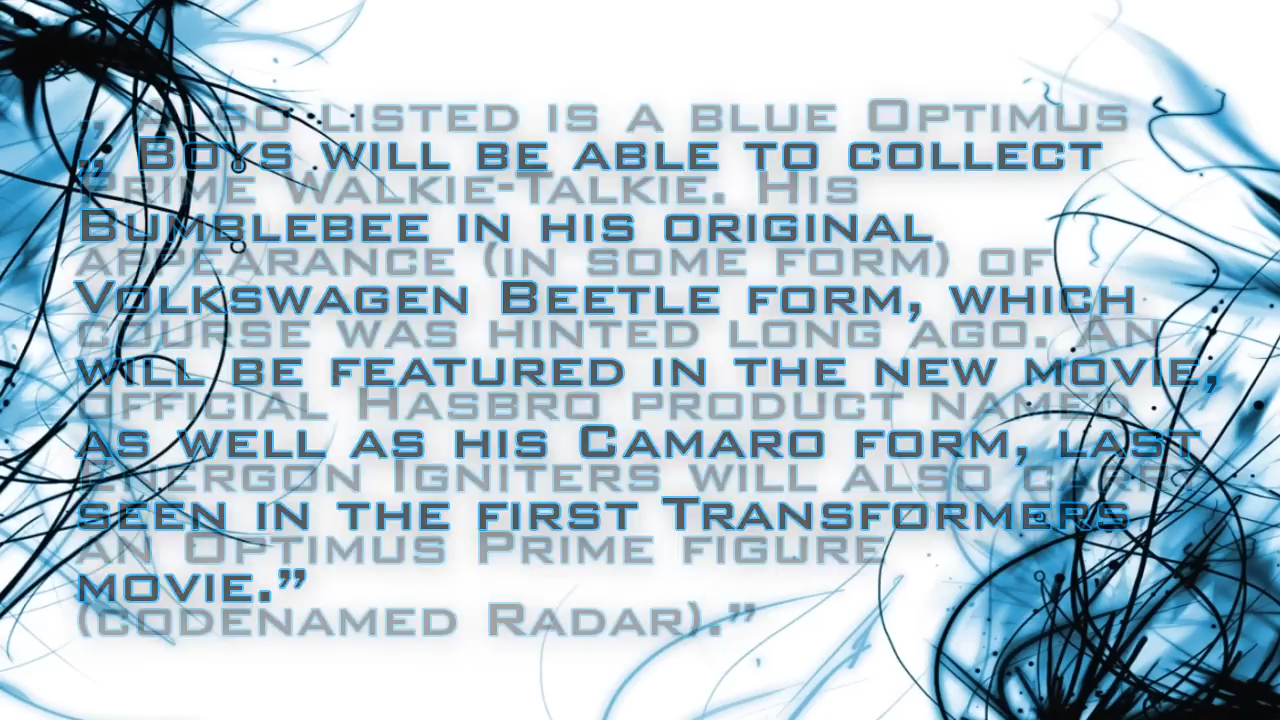 „ Also listed is a blue Optimus
Prime Walkie-Talkie. His
appearance (in some form) of
course was hinted long ago. An
official Hasbro product named
Energon Igniters will also carry
an Optimus Prime figure
(codenamed Radar).”
„ Boys will be able to collect
Bumblebee in his original
Volkswagen Beetle form, which
will be featured in the new movie,
as well as his Camaro form, last
seen in the first Transformers
movie.”